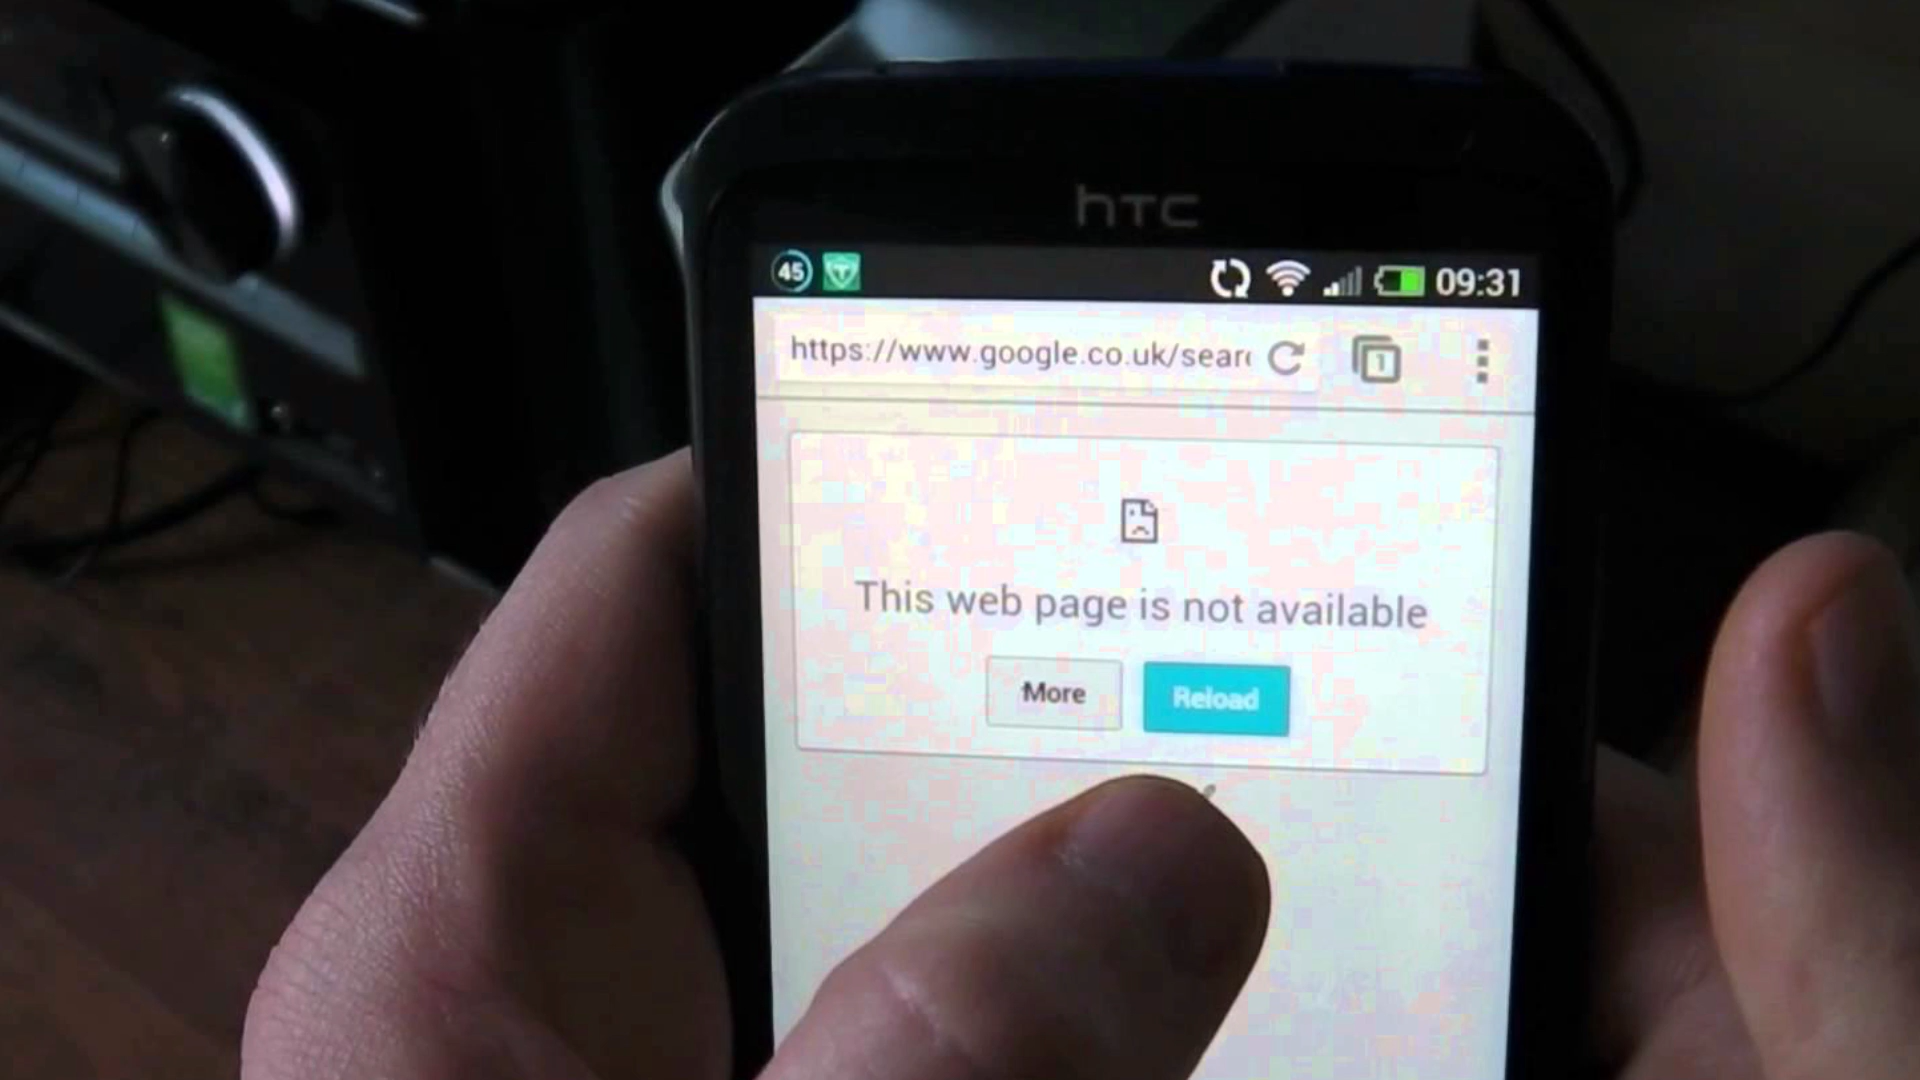 hTC
45
09:31
https://www.google.co.uk/sear
1
This web page is not available
More
Reload